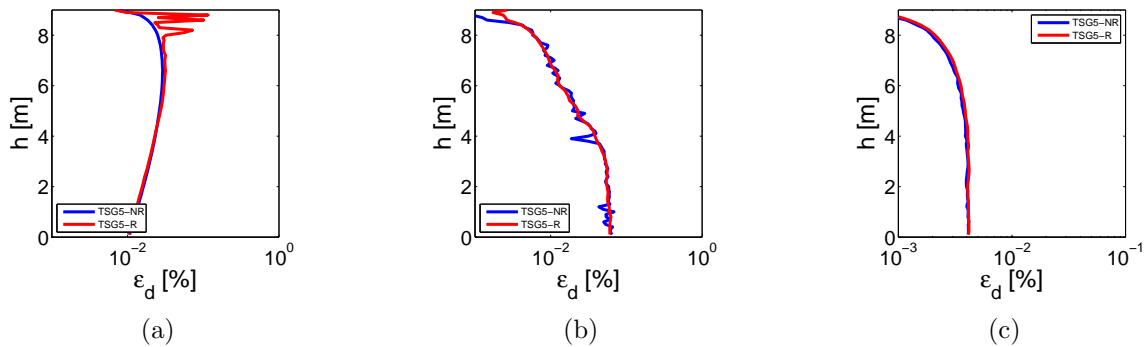 h [m]
8
6
4
2
0
TSG5-NR
TSG5-R
10^-2
10^0
ε_d [%]
(a)
h [m]
8
6
4
2
0
TSG5-NR
TSG5-R
10^-2
10^0
ε_d [%]
(b)
h [m]
8
6
4
2
0
TSG5-NR
TSG5-R
10^-3
10^-2
10^-1
ε_d [%]
(c)